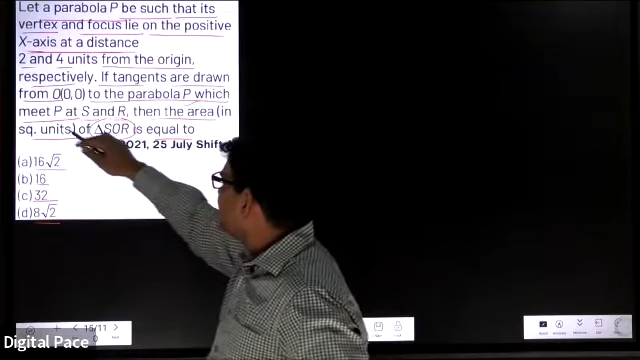 Let a parabola P be such that its
vertex and focus lie on the positive
X-axis at a distance
2 and 4 units from the origin,
respectively. If tangents are drawn
from O(0, 0) to the parabola P which
meet P at S and R, then the area (in
sq. units) of ΔSOR is equal to
2021, 25 July Shift
(a) 16√2
(b) 16
(c) 32
(d) 8√2
15/11
0
Next
Digital Pace